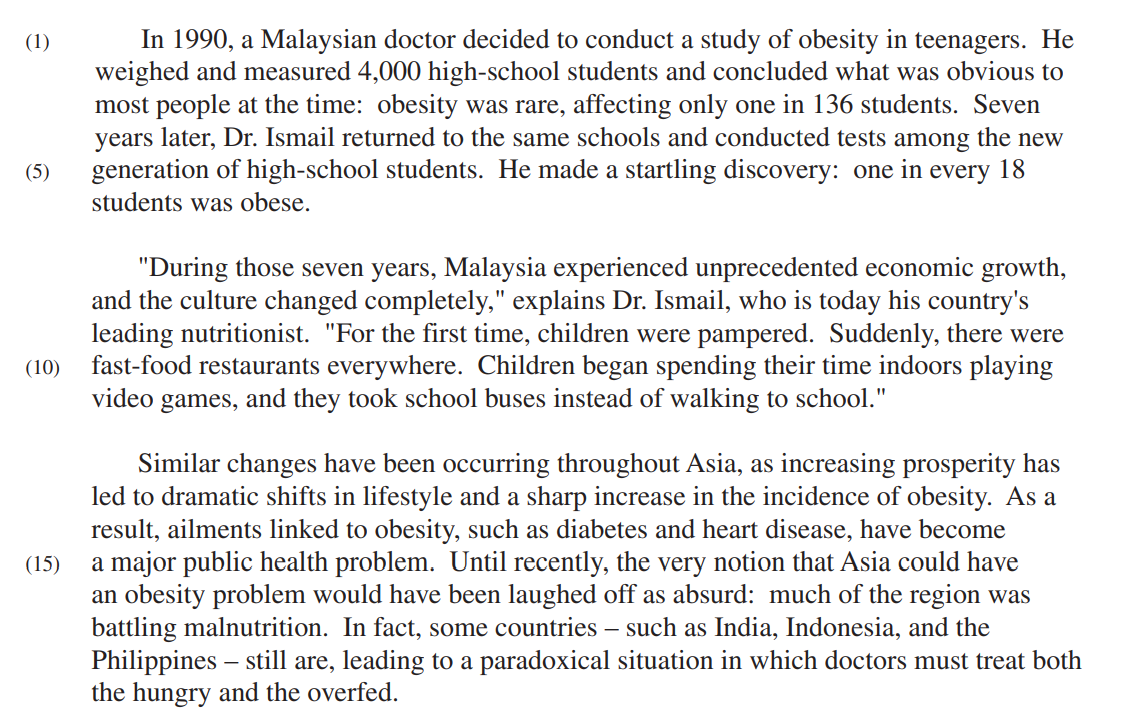 (1) In 1990, a Malaysian doctor decided to conduct a study of obesity in teenagers.  He
weighed and measured 4,000 high-school students and concluded what was obvious to
most people at the time:  obesity was rare, affecting only one in 136 students.  Seven
years later, Dr. Ismail returned to the same schools and conducted tests among the new
(5) generation of high-school students.  He made a startling discovery:  one in every 18
students was obese.
"During those seven years, Malaysia experienced unprecedented economic growth,
and the culture changed completely," explains Dr. Ismail, who is today his country's
leading nutritionist.  "For the first time, children were pampered.  Suddenly, there were
(10) fast-food restaurants everywhere.  Children began spending their time indoors playing
video games, and they took school buses instead of walking to school."
Similar changes have been occurring throughout Asia, as increasing prosperity has
led to dramatic shifts in lifestyle and a sharp increase in the incidence of obesity.  As a
result, ailments linked to obesity, such as diabetes and heart disease, have become
(15) a major public health problem.  Until recently, the very notion that Asia could have
an obesity problem would have been laughed off as absurd:  much of the region was
battling malnutrition.  In fact, some countries – such as India, Indonesia, and the
Philippines – still are, leading to a paradoxical situation in which doctors must treat both
the hungry and the overfed.